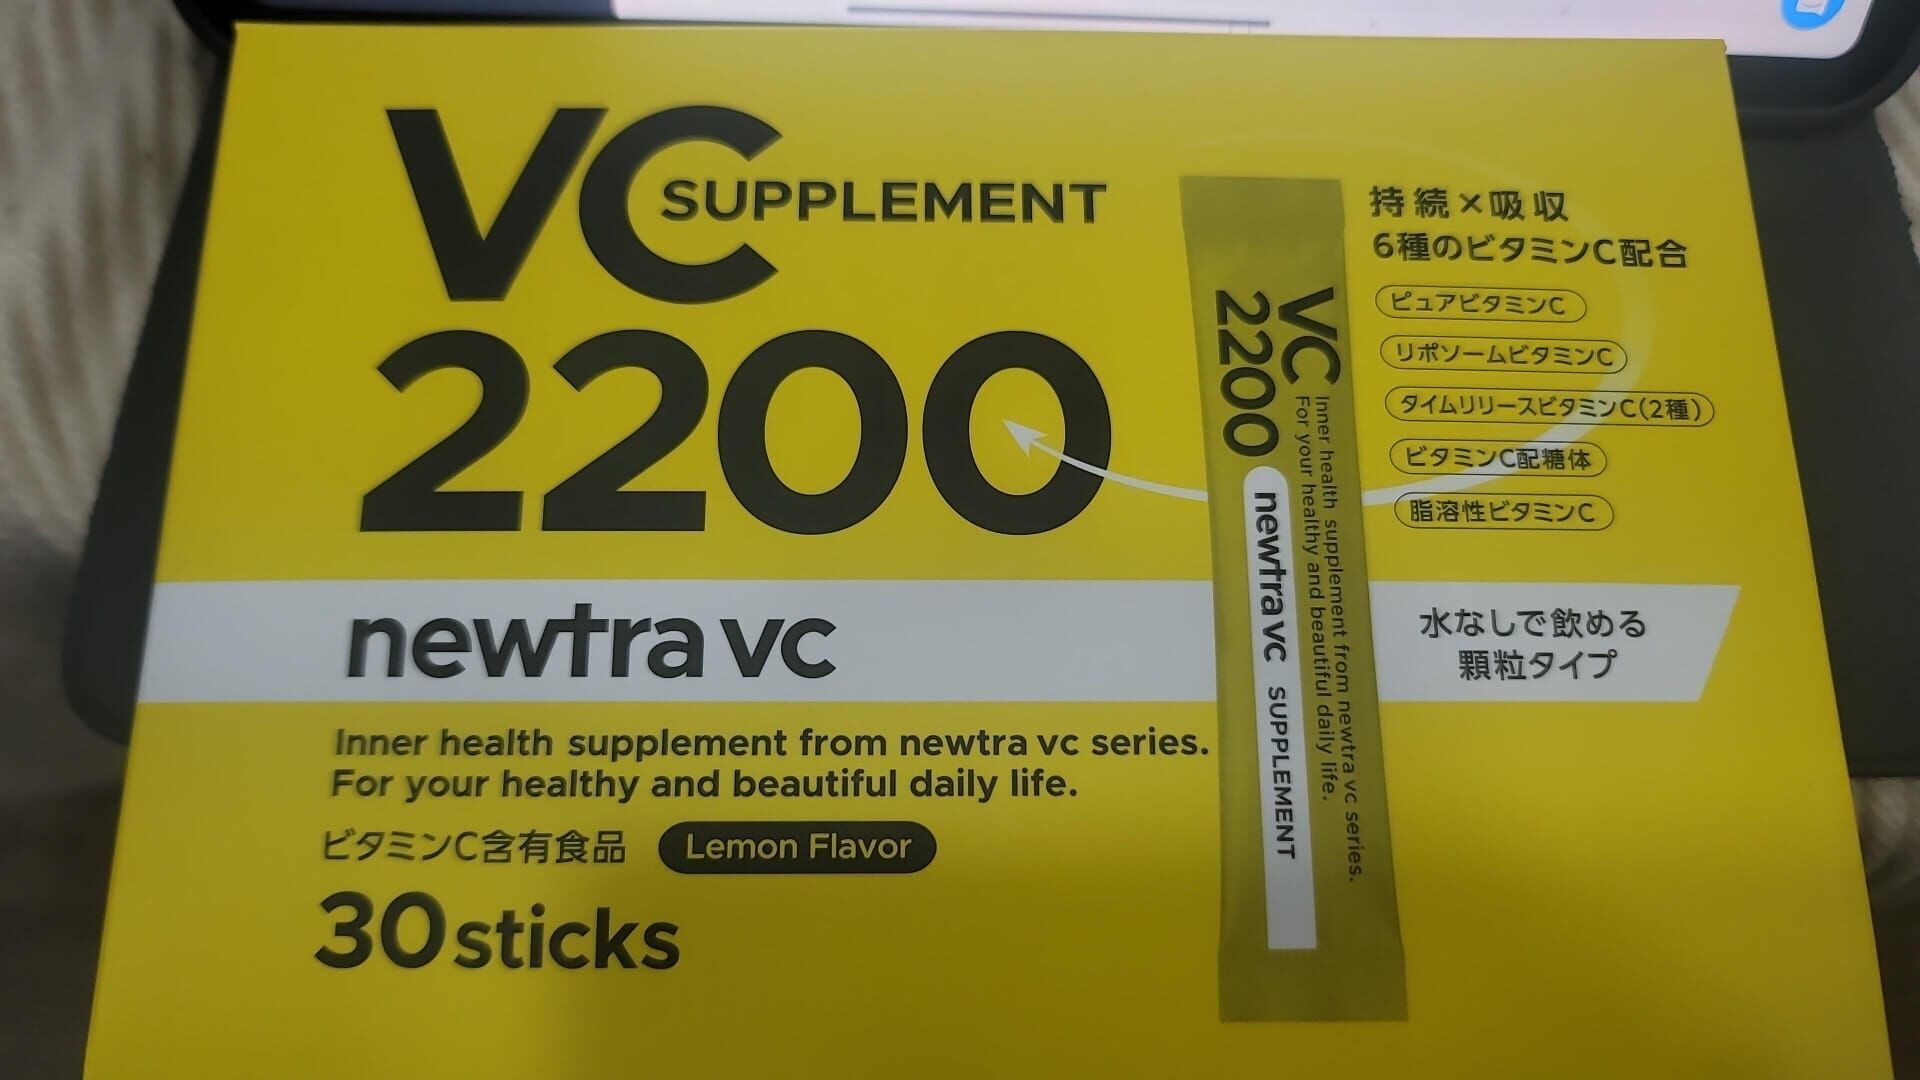 VC SUPPLEMENT
2200
newtra vc
Inner health supplement from newtra vc series.
For your healthy and beautiful daily life.
ビタミンC含有食品 Lemon Flavor
30sticks
VC
2200
Inner health supplement from newtra vc series.
For your healthy and beautiful daily life.
newtra vc SUPPLEMENT
持続×吸収
6種のビタミンC配合
ピュアビタミンC
リポソームビタミンC
タイムリリースビタミンC(2種)
ビタミンC配糖体
脂溶性ビタミンC
水なしで飲める
顆粒タイプ